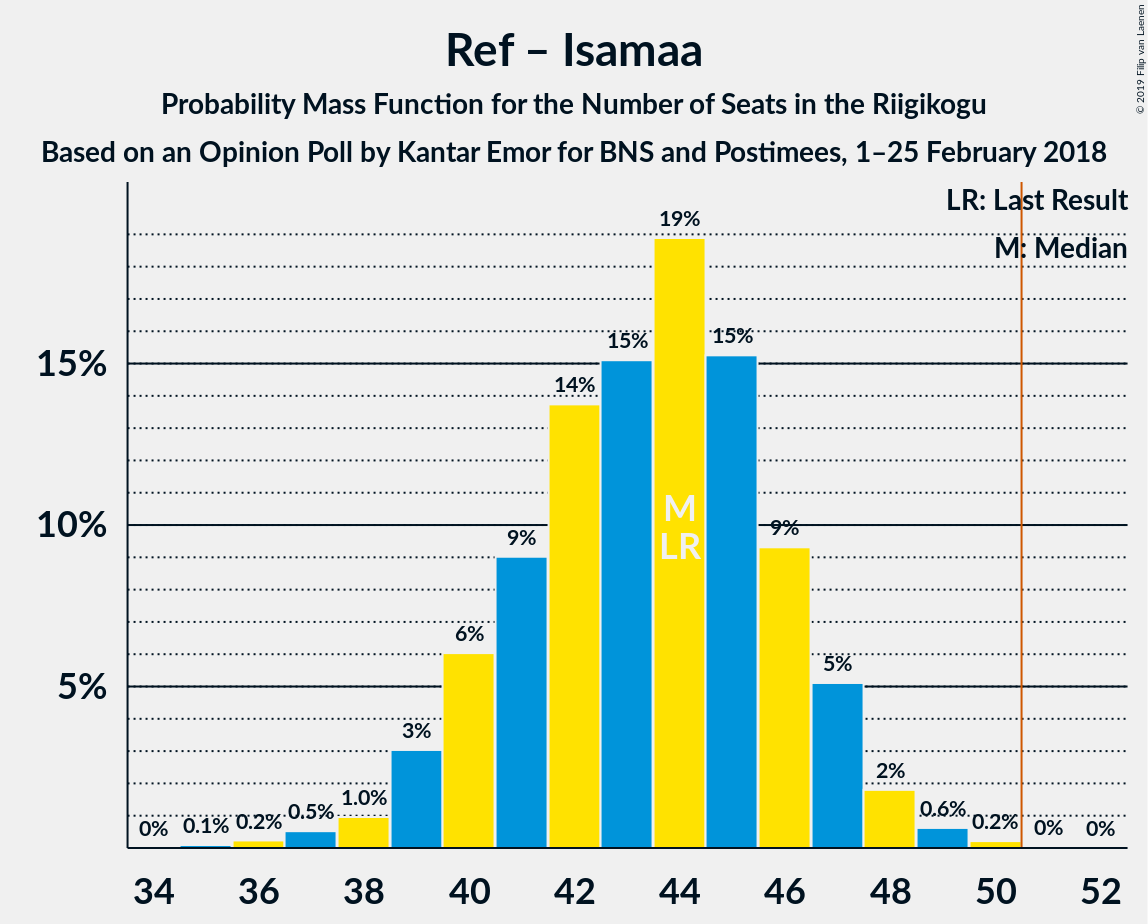 © 2019 Filip van Laenen
Ref – Isamaa
Probability Mass Function for the Number of Seats in the Riigikogu
Based on an Opinion Poll by Kantar Emor for BNS and Postimees, 1–25 February 2018
LR: Last Result
M: Median
15%
10%
5%
0%
0.1%
0.2%
0.5%
1.0%
3%
6%
9%
14%
15%
19%
15%
9%
5%
2%
0.6%
0.2%
0%
0%
M
LR
34 36 38 40 42 44 46 48 50 52